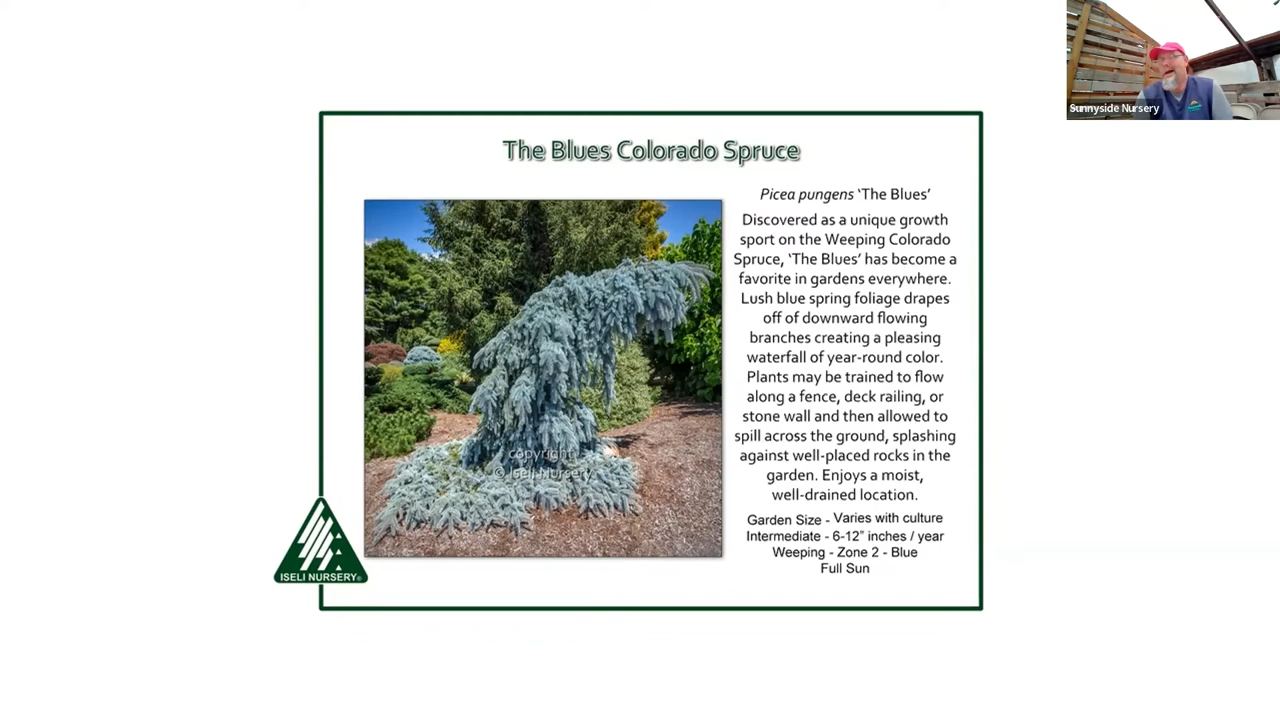 Sunnyside Nursery
The Blues Colorado Spruce
Picea pungens ‘The Blues’
Discovered as a unique growth
sport on the Weeping Colorado
Spruce, ‘The Blues’ has become a
favorite in gardens everywhere.
Lush blue spring foliage drapes
off of downward flowing
branches creating a pleasing
waterfall of year-round color.
Plants may be trained to flow
along a fence, deck railing, or
stone wall and then allowed to
spill across the ground, splashing
against well-placed rocks in the
garden. Enjoys a moist,
well-drained location.
Garden Size - Varies with culture
Intermediate - 6-12” inches / year
Weeping - Zone 2 - Blue
Full Sun
copyright
© Iseli Nursery
ISELI NURSERY®